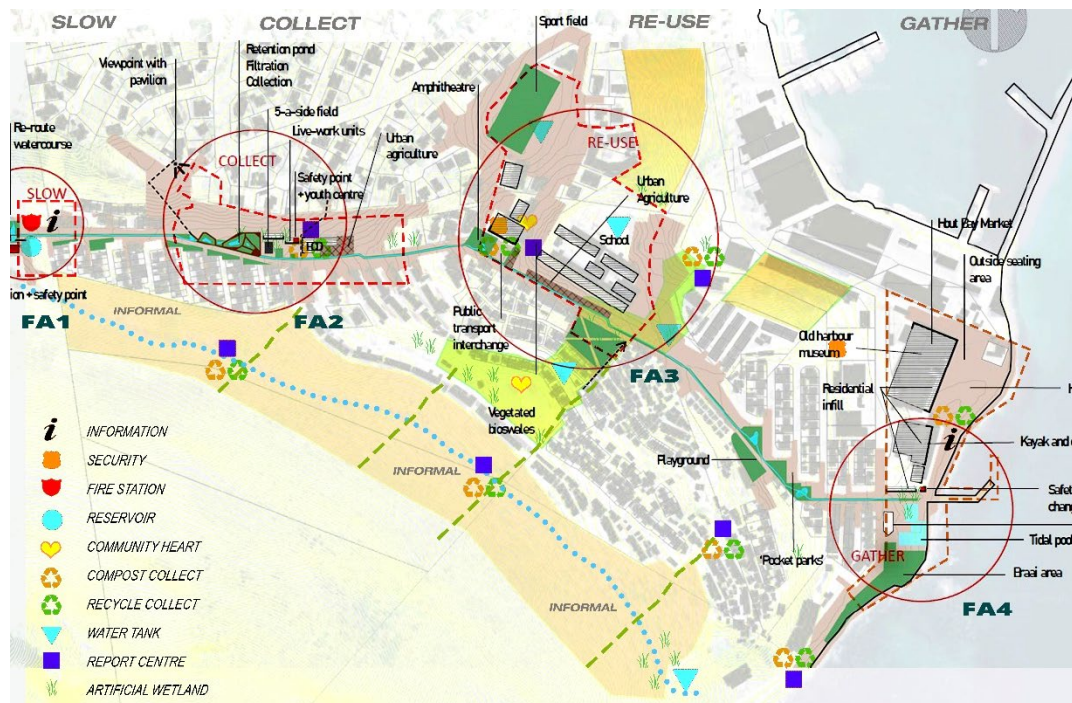 SLOW
COLLECT
RE-USE
GATHER
Viewpoint with
pavilion
Retention pond
Filtration
Collection
5-a-side field
Live-work units
Safety point
+ youth centre
Urban
agriculture
Amphitheatre
Sport field
Re-route
watercourse
SLOW
COLLECT
RE-USE
Urban
Agriculture
School
Hout Bay Market
Outside seating
area
ion + safety point
FA1
FA2
INFORMAL
Public
transport
interchange
FA3
Old harbour
museum
Residential
infill
Vegetated
bioswales
INFORMAL
Playground
'Pocket parks'
H
Kayak and
Safet
chang
Tidal pool
GATHER
Braai area
FA4
INFORMAL
i INFORMATION
SECURITY
FIRE STATION
RESERVOIR
COMMUNITY HEART
COMPOST COLLECT
RECYCLE COLLECT
WATER TANK
REPORT CENTRE
ARTIFICIAL WETLAND